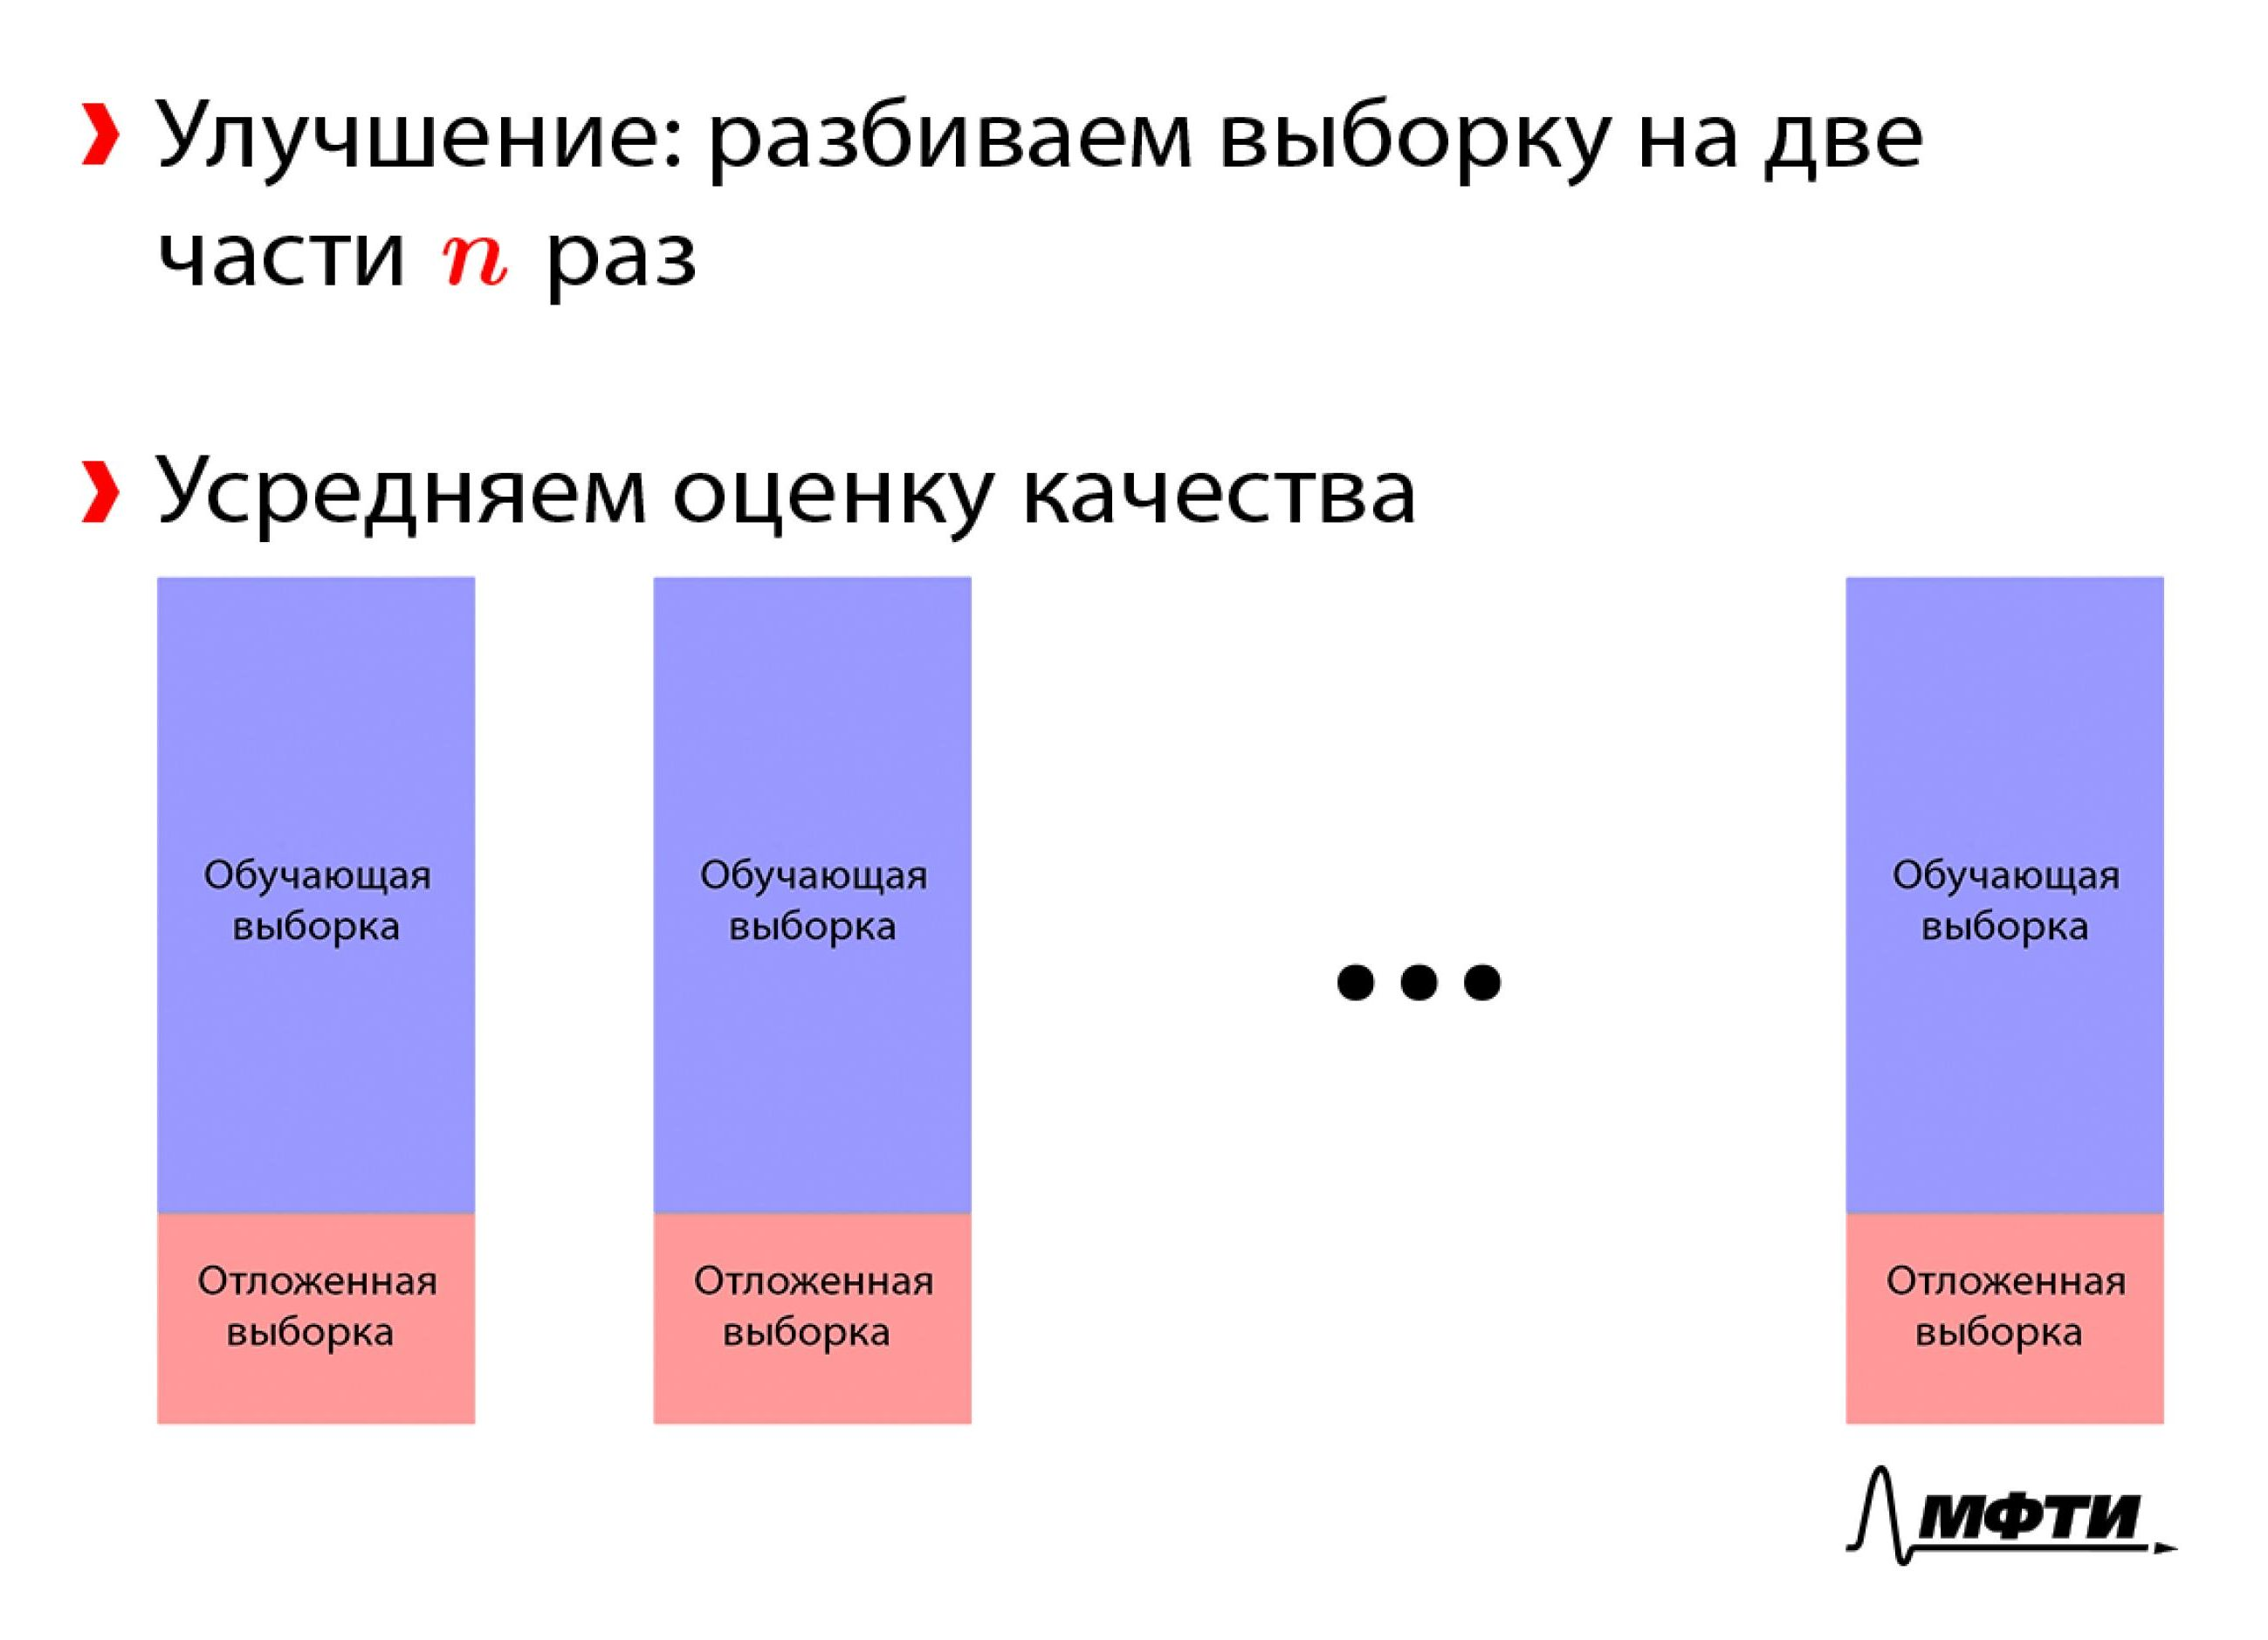 Улучшение: разбиваем выборку на две
части n раз
Усредняем оценку качества
Обучающая
выборка
Отложенная
выборка
Обучающая
выборка
Отложенная
выборка
Обучающая
выборка
Отложенная
выборка
МФТИ